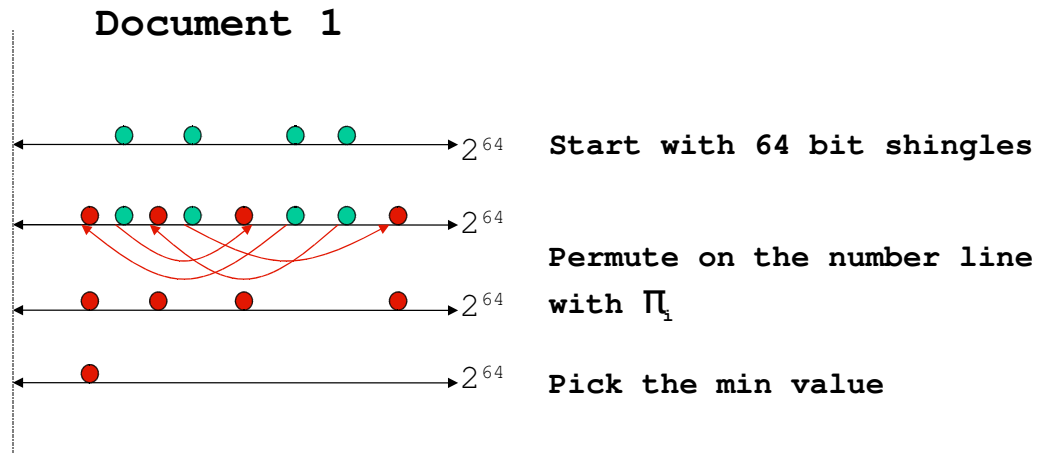 Document 1
2^64 Start with 64 bit shingles
2^64
Permute on the number line
with Π_i
2^64
2^64 Pick the min value